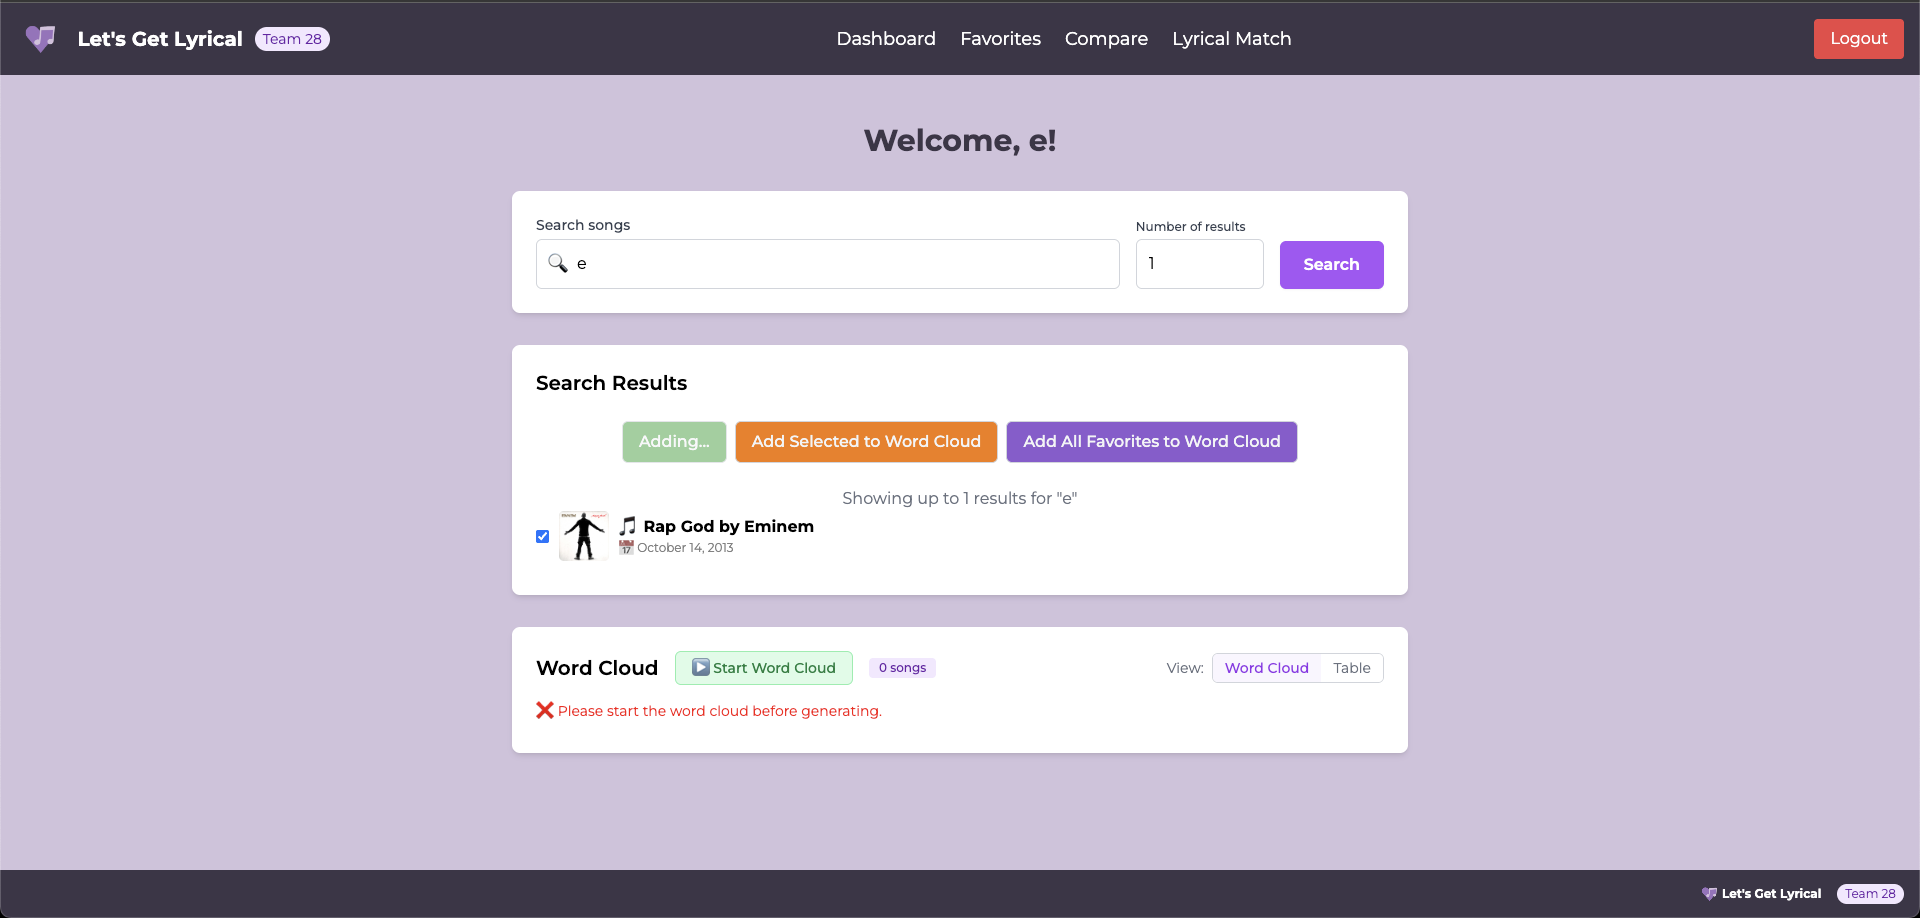 Let's Get Lyrical Team 28 Dashboard Favorites Compare Lyrical Match Logout
Welcome, e!
Search songs
Number of results
e
1
Search
Search Results
Adding... Add Selected to Word Cloud Add All Favorites to Word Cloud
Showing up to 1 results for "e"
Rap God by Eminem
October 14, 2013
Word Cloud Start Word Cloud 0 songs View: Word Cloud Table
Please start the word cloud before generating.
Let's Get Lyrical Team 28